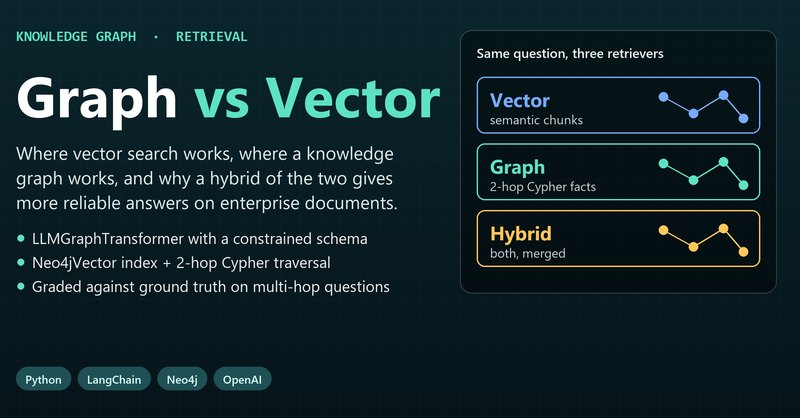 KNOWLEDGE GRAPH · RETRIEVAL
Graph vs Vector
Where vector search works, where a knowledge
graph works, and why a hybrid of the two gives
more reliable answers on enterprise documents.
• LLMGraphTransformer with a constrained schema
• Neo4jVector index + 2-hop Cypher traversal
• Graded against ground truth on multi-hop questions
Python LangChain Neo4j OpenAI
Same question, three retrievers
Vector
semantic chunks
Graph
2-hop Cypher facts
Hybrid
both, merged